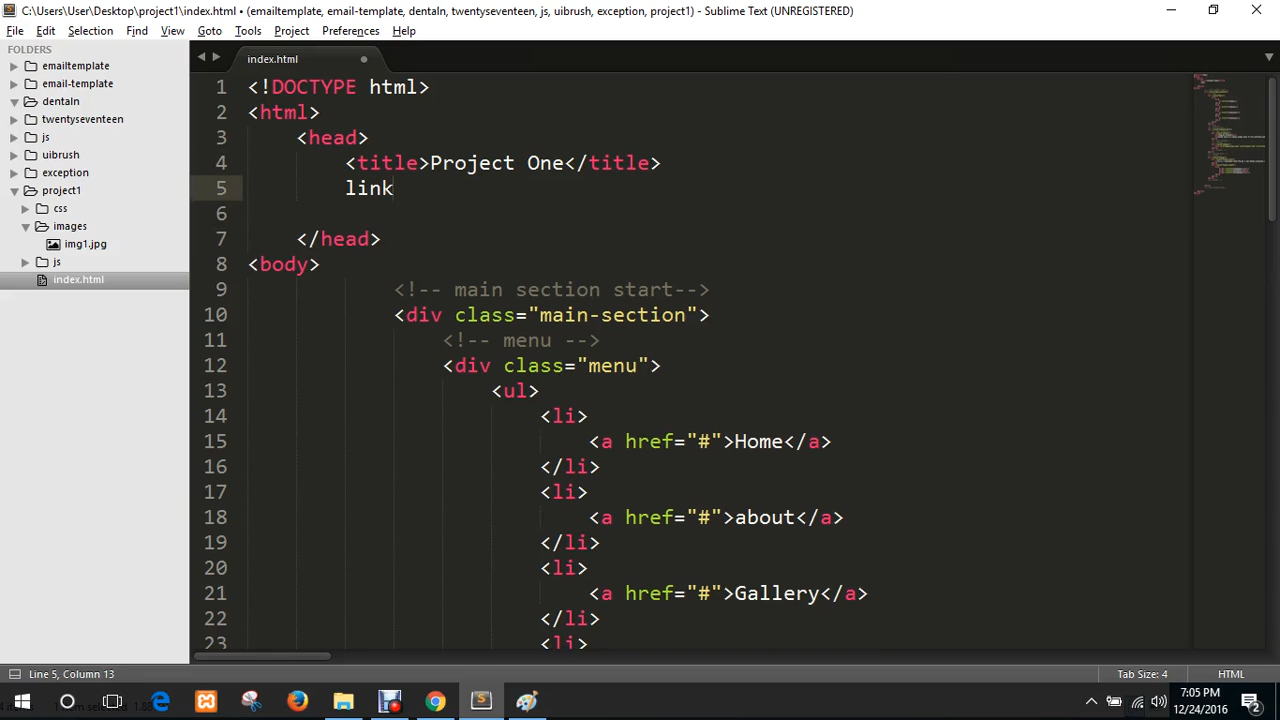 C:\Users\User\Desktop\project1\index.html • (emailtemplate, email-template, dentaln, twentyseventeen, js, uibrush, exception, project1) - Sublime Text (UNREGISTERED)
File Edit Selection Find View Goto Tools Project Preferences Help
FOLDERS
emailtemplate
email-template
dentaln
twentyseventeen
js
uibrush
exception
project1
css
images
img1.jpg
js
index.html
index.html
1 <!DOCTYPE html>
2 <html>
3 <head>
4 <title>Project One</title>
5 link
6
7 </head>
8 <body>
9 <!-- main section start-->
10 <div class="main-section">
11 <!-- menu -->
12 <div class="menu">
13 <ul>
14 <li>
15 <a href="#">Home</a>
16 </li>
17 <li>
18 <a href="#">about</a>
19 </li>
20 <li>
21 <a href="#">Gallery</a>
22 </li>
23 <li>
Line 5, Column 13
Tab Size: 4
HTML
7:05 PM
12/24/2016
2